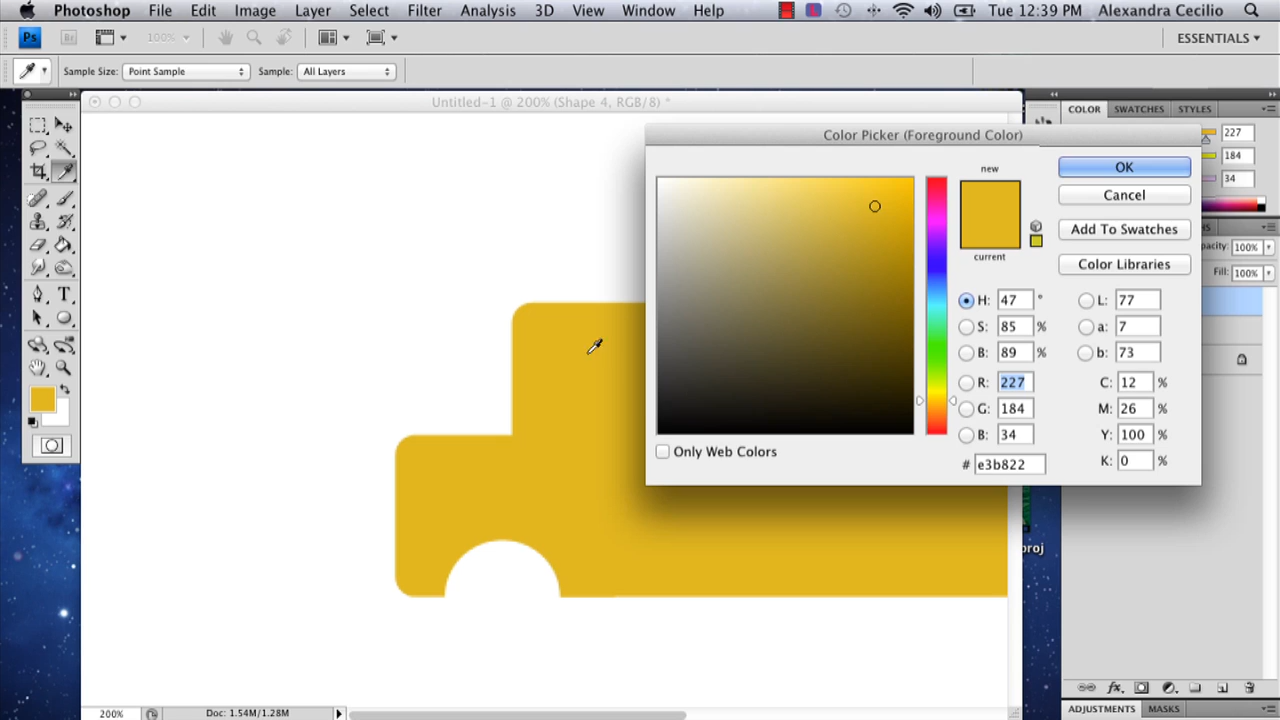 Photoshop File Edit Image Layer Select Filter Analysis 3D View Window Help Tue 12:39 PM Alexandra Cecilio
Ps Br 100% ESSENTIALS
Sample Size: Point Sample Sample: All Layers
Untitled-1 @ 200% (Shape 4, RGB/8) *
COLOR SWATCHES STYLES
227
184
34
Color Picker (Foreground Color)
new
current
OK
Cancel
Add To Swatches
Color Libraries
H: 47 °
S: 85 %
B: 89 %
R: 227
G: 184
B: 34
# e3b822
L: 77
a: 7
b: 73
C: 12 %
M: 26 %
Y: 100 %
K: 0 %
Only Web Colors
T
100%
Fill: 100%
proj
fx
200% Doc: 1.54M/1.28M
ADJUSTMENTS MASKS